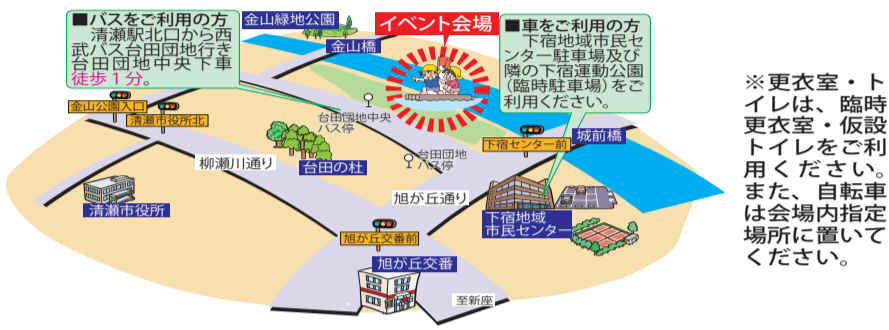 ■バスをご利用の方
清瀬駅北口から西
武バス台田団地行き
台田団地中央下車
徒歩1分。
金山緑地公園
金山橋
イベント会場
■車をご利用の方
下宿地域市民セ
ンター駐車場及び
隣の下宿運動公園
（臨時駐車場）をご
利用ください。
金山公園入口
清瀬市役所北
台田団地中央
バス停
台田団地
バス停
下宿センター前
城前橋
柳瀬川通り
台田の杜
旭が丘通り
清瀬市役所
下宿地域
市民センター
旭が丘交番前
旭が丘交番
至新座
※更衣室・ト
イレは、臨時
更衣室・仮設
トイレをご利
用ください。
また、自転車
は会場内指定
場所に置いて
ください。